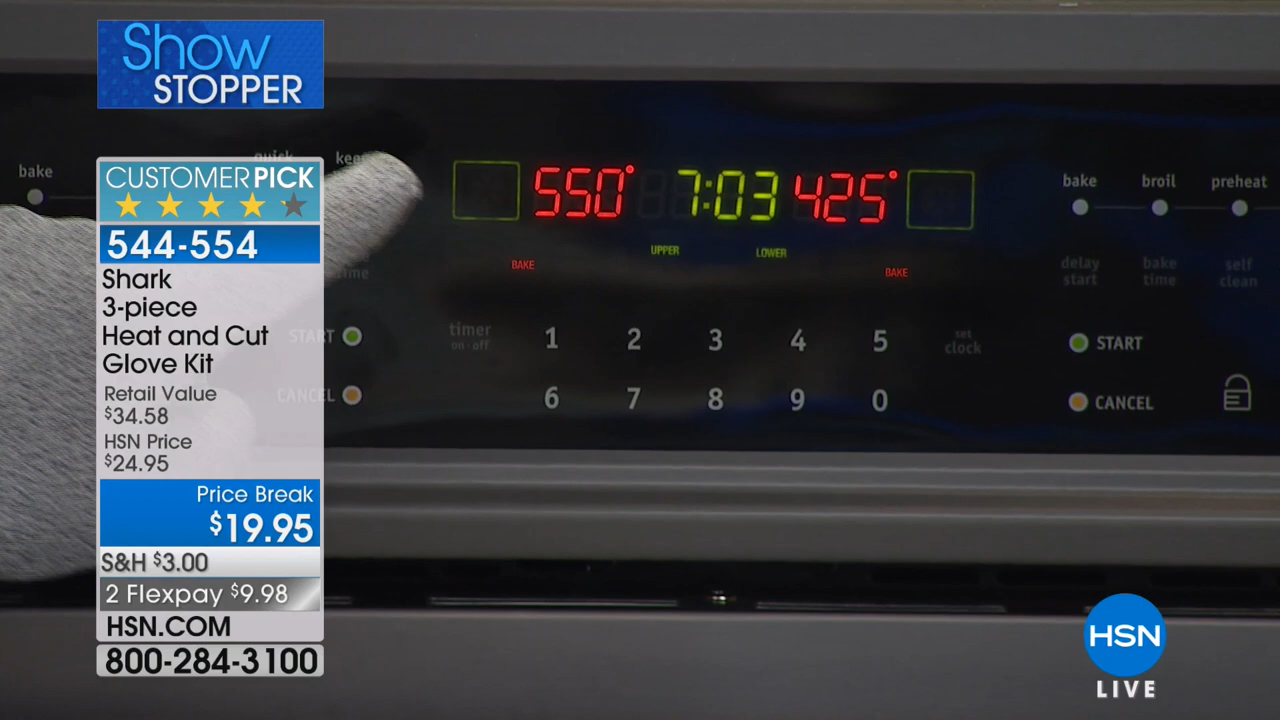 Show
STOPPER
CUSTOMER PICK
544-554
Shark
3-piece
Heat and Cut
Glove Kit
Retail Value
$34.58
HSN Price
$24.95
Price Break
$19.95
S&H $3.00
2 Flexpay $9.98
HSN.COM
800-284-3100
bake
quick
START
CANCEL
550° 7:03 425°
UPPER LOWER
BAKE BAKE
timer
on·off
1 2 3 4 5
6 7 8 9 0
set
clock
bake broil preheat
delay
start
bake
time
self
clean
START
CANCEL
HSN
LIVE